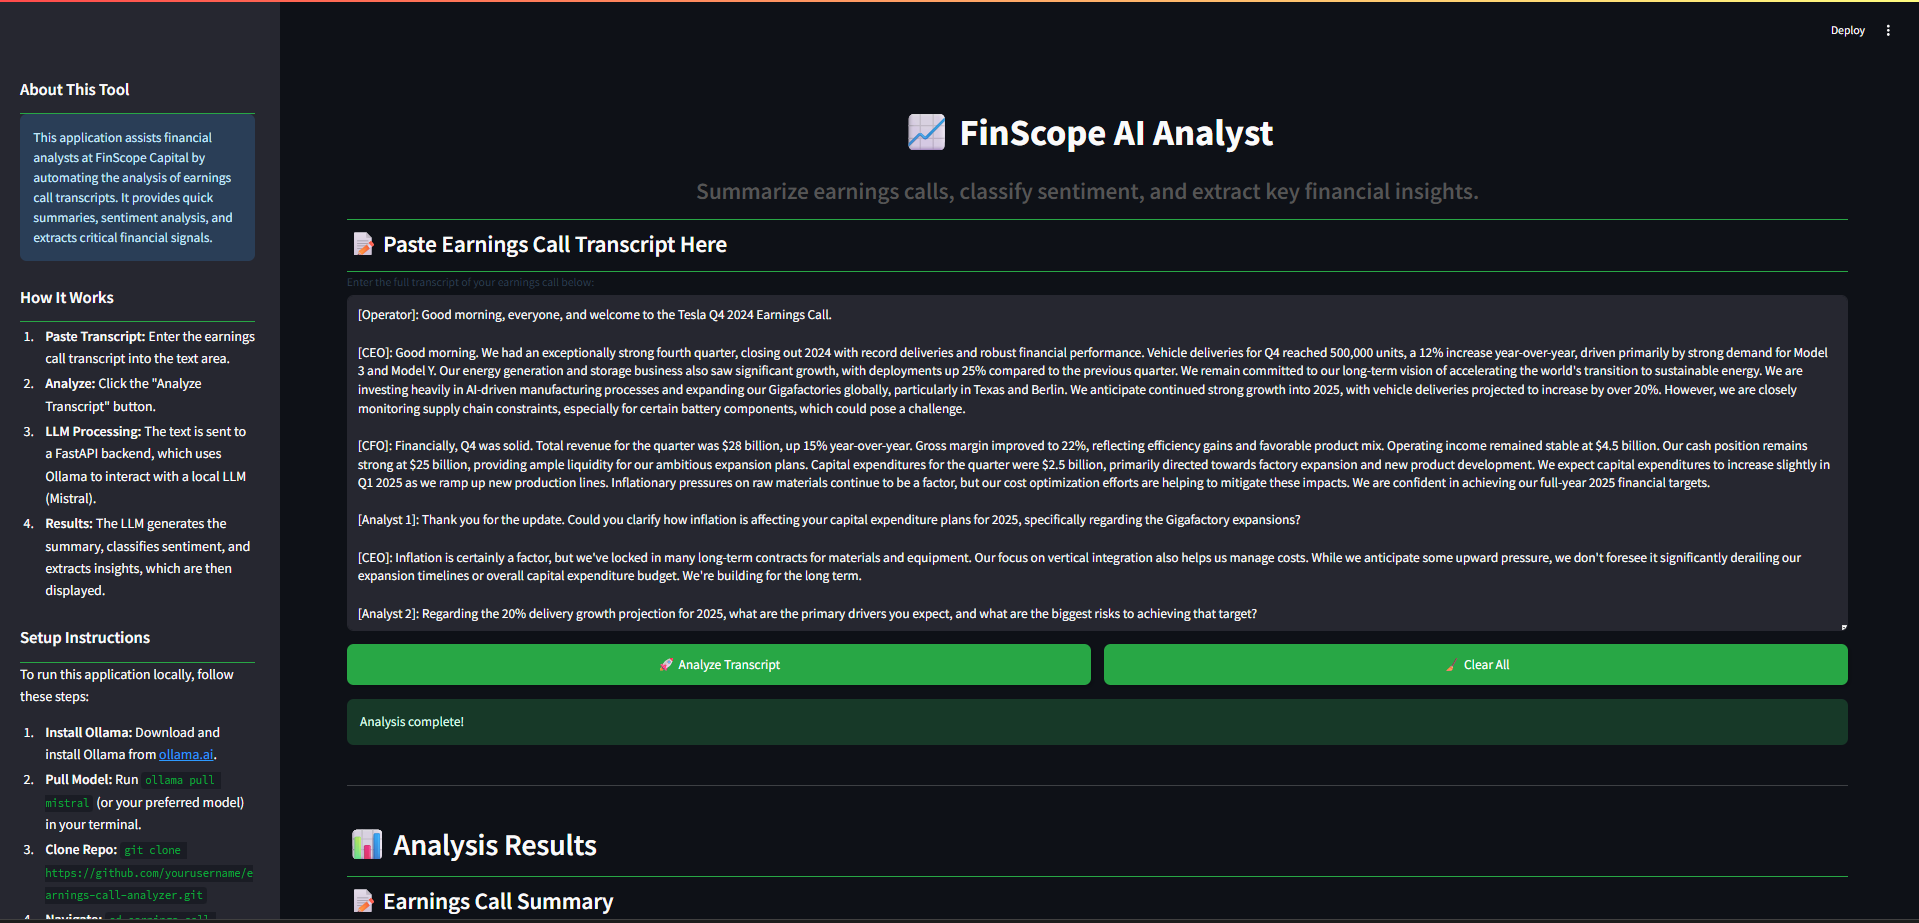 Deploy
About This Tool
This application assists financial
analysts at FinScope Capital by
automating the analysis of earnings
call transcripts. It provides quick
summaries, sentiment analysis, and
extracts critical financial signals.
How It Works
1. Paste Transcript: Enter the earnings
call transcript into the text area.
2. Analyze: Click the "Analyze
Transcript" button.
3. LLM Processing: The text is sent to
a FastAPI backend, which uses
Ollama to interact with a local LLM
(Mistral).
4. Results: The LLM generates the
summary, classifies sentiment, and
extracts insights, which are then
displayed.
Setup Instructions
To run this application locally, follow
these steps:
1. Install Ollama: Download and
install Ollama from ollama.ai.
2. Pull Model: Run ollama pull
mistral (or your preferred model)
in your terminal.
3. Clone Repo: git clone
https://github.com/yourusername/e
arnings-call-analyzer.git
4. Navigate: cd earnings-call
FinScope AI Analyst
Summarize earnings calls, classify sentiment, and extract key financial insights.
Paste Earnings Call Transcript Here
Enter the full transcript of your earnings call below:
[Operator]: Good morning, everyone, and welcome to the Tesla Q4 2024 Earnings Call.
[CEO]: Good morning. We had an exceptionally strong fourth quarter, closing out 2024 with record deliveries and robust financial performance. Vehicle deliveries for Q4 reached 500,000 units, a 12% increase year-over-year, driven primarily by strong demand for Model
3 and Model Y. Our energy generation and storage business also saw significant growth, with deployments up 25% compared to the previous quarter. We remain committed to our long-term vision of accelerating the world's transition to sustainable energy. We are
investing heavily in AI-driven manufacturing processes and expanding our Gigafactories globally, particularly in Texas and Berlin. We anticipate continued strong growth into 2025, with vehicle deliveries projected to increase by over 20%. However, we are closely
monitoring supply chain constraints, especially for certain battery components, which could pose a challenge.
[CFO]: Financially, Q4 was solid. Total revenue for the quarter was $28 billion, up 15% year-over-year. Gross margin improved to 22%, reflecting efficiency gains and favorable product mix. Operating income remained stable at $4.5 billion. Our cash position remains
strong at $25 billion, providing ample liquidity for our ambitious expansion plans. Capital expenditures for the quarter were $2.5 billion, primarily directed towards factory expansion and new product development. We expect capital expenditures to increase slightly in
Q1 2025 as we ramp up new production lines. Inflationary pressures on raw materials continue to be a factor, but our cost optimization efforts are helping to mitigate these impacts. We are confident in achieving our full-year 2025 financial targets.
[Analyst 1]: Thank you for the update. Could you clarify how inflation is affecting your capital expenditure plans for 2025, specifically regarding the Gigafactory expansions?
[CEO]: Inflation is certainly a factor, but we've locked in many long-term contracts for materials and equipment. Our focus on vertical integration also helps us manage costs. While we anticipate some upward pressure, we don't foresee it significantly derailing our
expansion timelines or overall capital expenditure budget. We're building for the long term.
[Analyst 2]: Regarding the 20% delivery growth projection for 2025, what are the primary drivers you expect, and what are the biggest risks to achieving that target?
Analyze Transcript
Clear All
Analysis complete!
Analysis Results
Earnings Call Summary